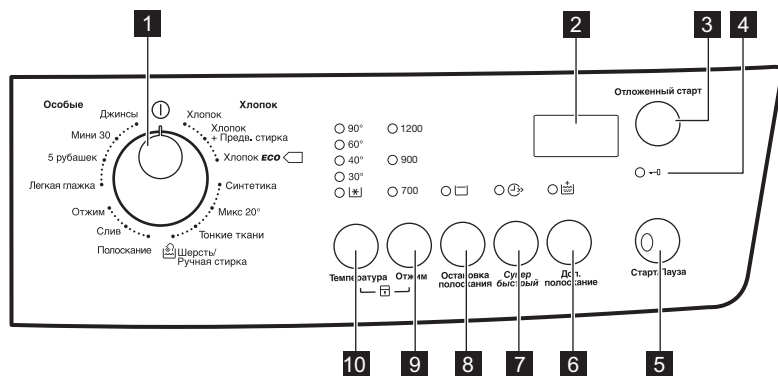 1
2
3
4
Особые
Хлопок
Отложенный старт
Джинсы
Хлопок
Мини 30
Хлопок
+ Предв. стирка
5 рубашек
Хлопок ECO
Легкая глажка
Синтетика
Отжим
Микс 20°
Слив
Тонкие ткани
Полоскание
Шерсть/
Ручная стирка
90°
1200
60°
40°
900
30°
700
Температура
Отжим
Остановка
полоскания
Супер
быстрый
Доп.
полоскание
Старт/Пауза
10
9
8
7
6
5